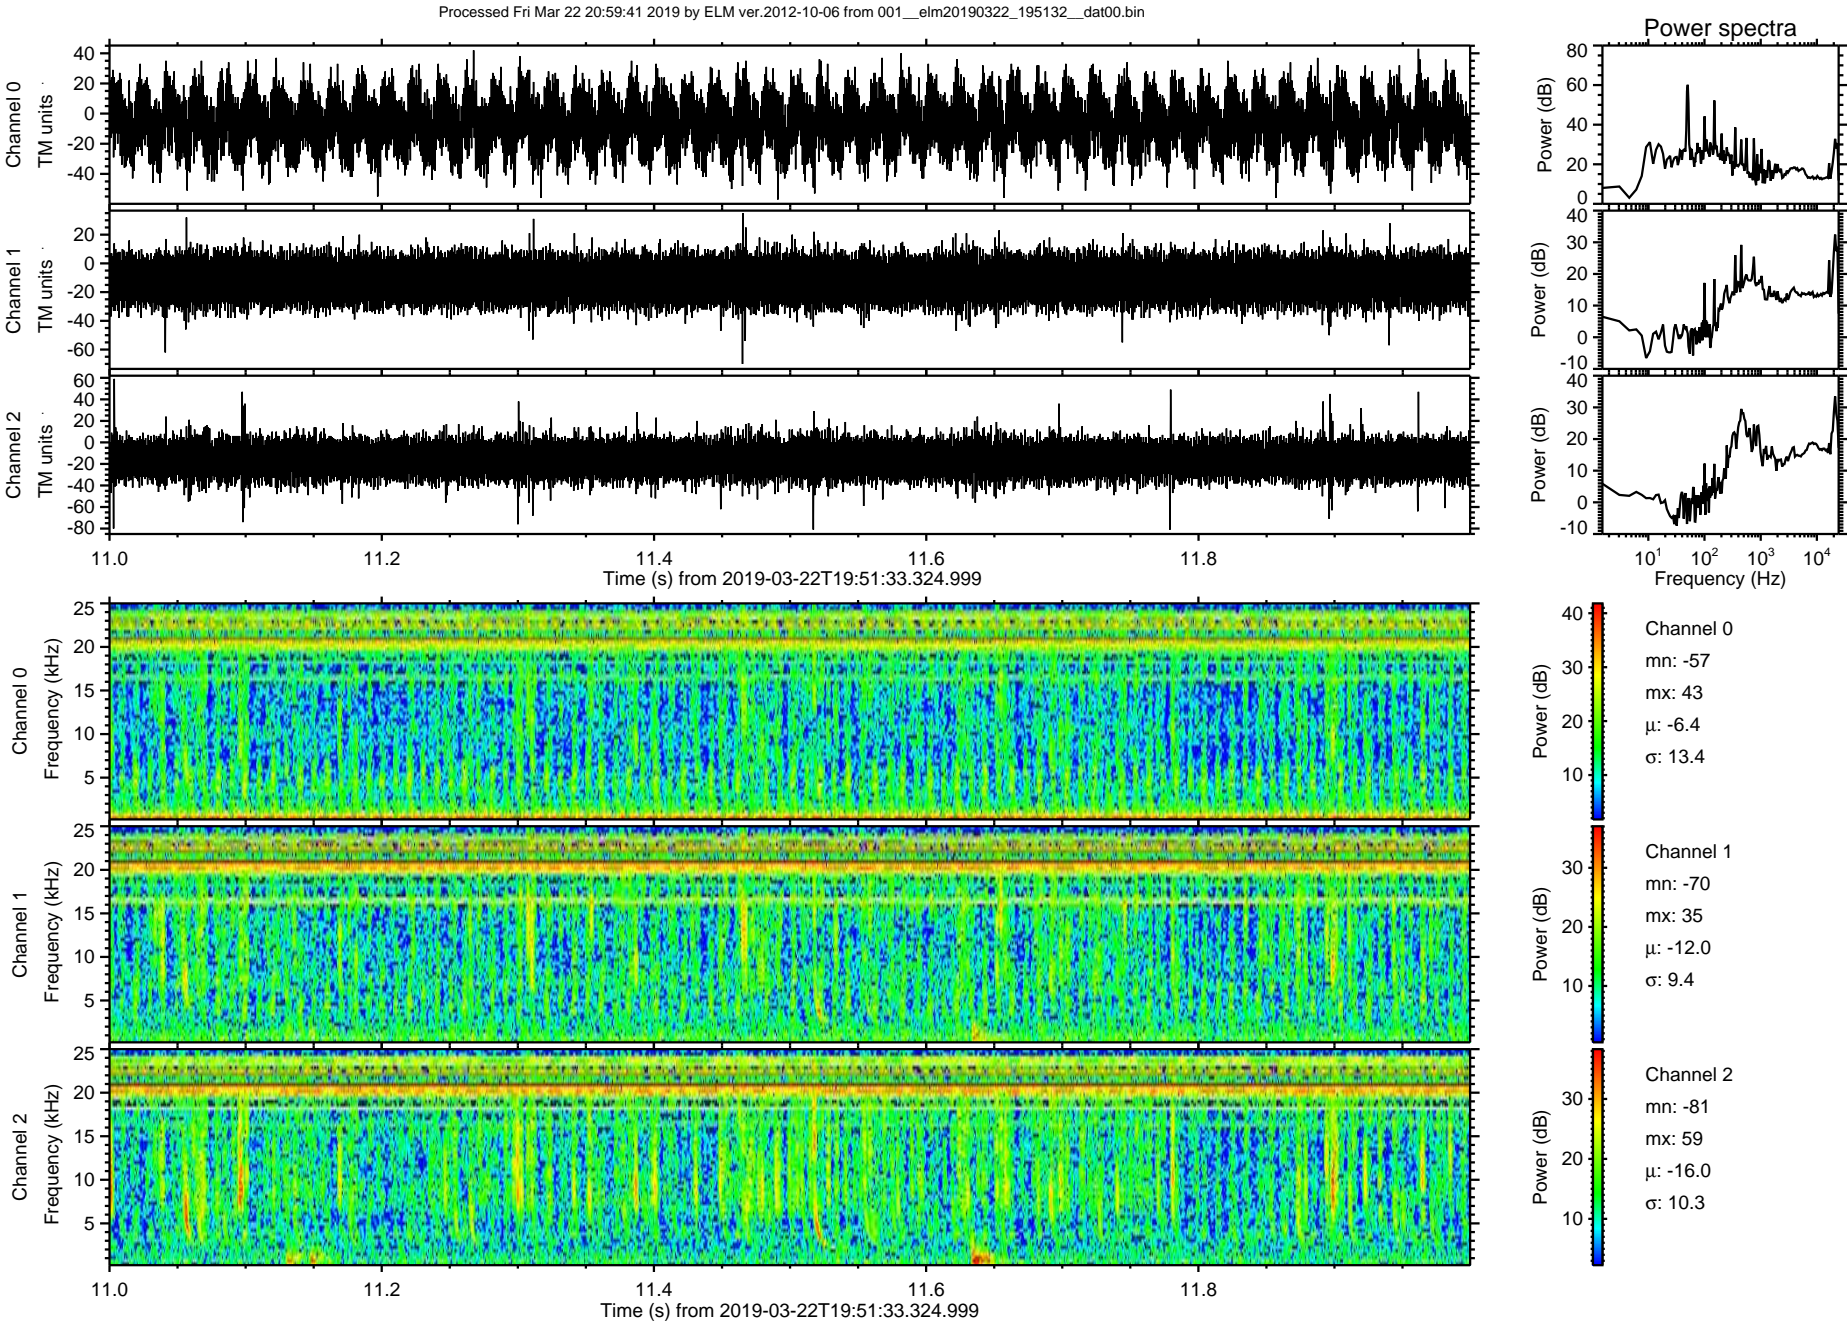 Processed Fri Mar 22 20:59:41 2019 by ELM ver.2012-10-06 from 001__elm20190322_195132__dat00.bin
Power spectra
Channel 0
TM units
40
20
0
-20
-40
Power (dB)
80
60
40
20
0
Channel 1
TM units
20
0
-20
-40
-60
Power (dB)
40
30
20
10
0
-10
Channel 2
TM units
60
40
20
0
-20
-40
-60
-80
Power (dB)
40
30
20
10
0
-10
11.0 11.2 11.4 11.6 11.8
Time (s) from 2019-03-22T19:51:33.324.999
10^1 10^2 10^3 10^4
Frequency (Hz)
Channel 0
Frequency (kHz)
25
20
15
10
5
Power (dB)
40
30
20
10
Channel 0
mn: -57
mx: 43
μ: -6.4
σ: 13.4
Channel 1
Frequency (kHz)
25
20
15
10
5
Power (dB)
30
20
10
Channel 1
mn: -70
mx: 35
μ: -12.0
σ: 9.4
Channel 2
Frequency (kHz)
25
20
15
10
5
Power (dB)
30
20
10
Channel 2
mn: -81
mx: 59
μ: -16.0
σ: 10.3
11.0 11.2 11.4 11.6 11.8
Time (s) from 2019-03-22T19:51:33.324.999